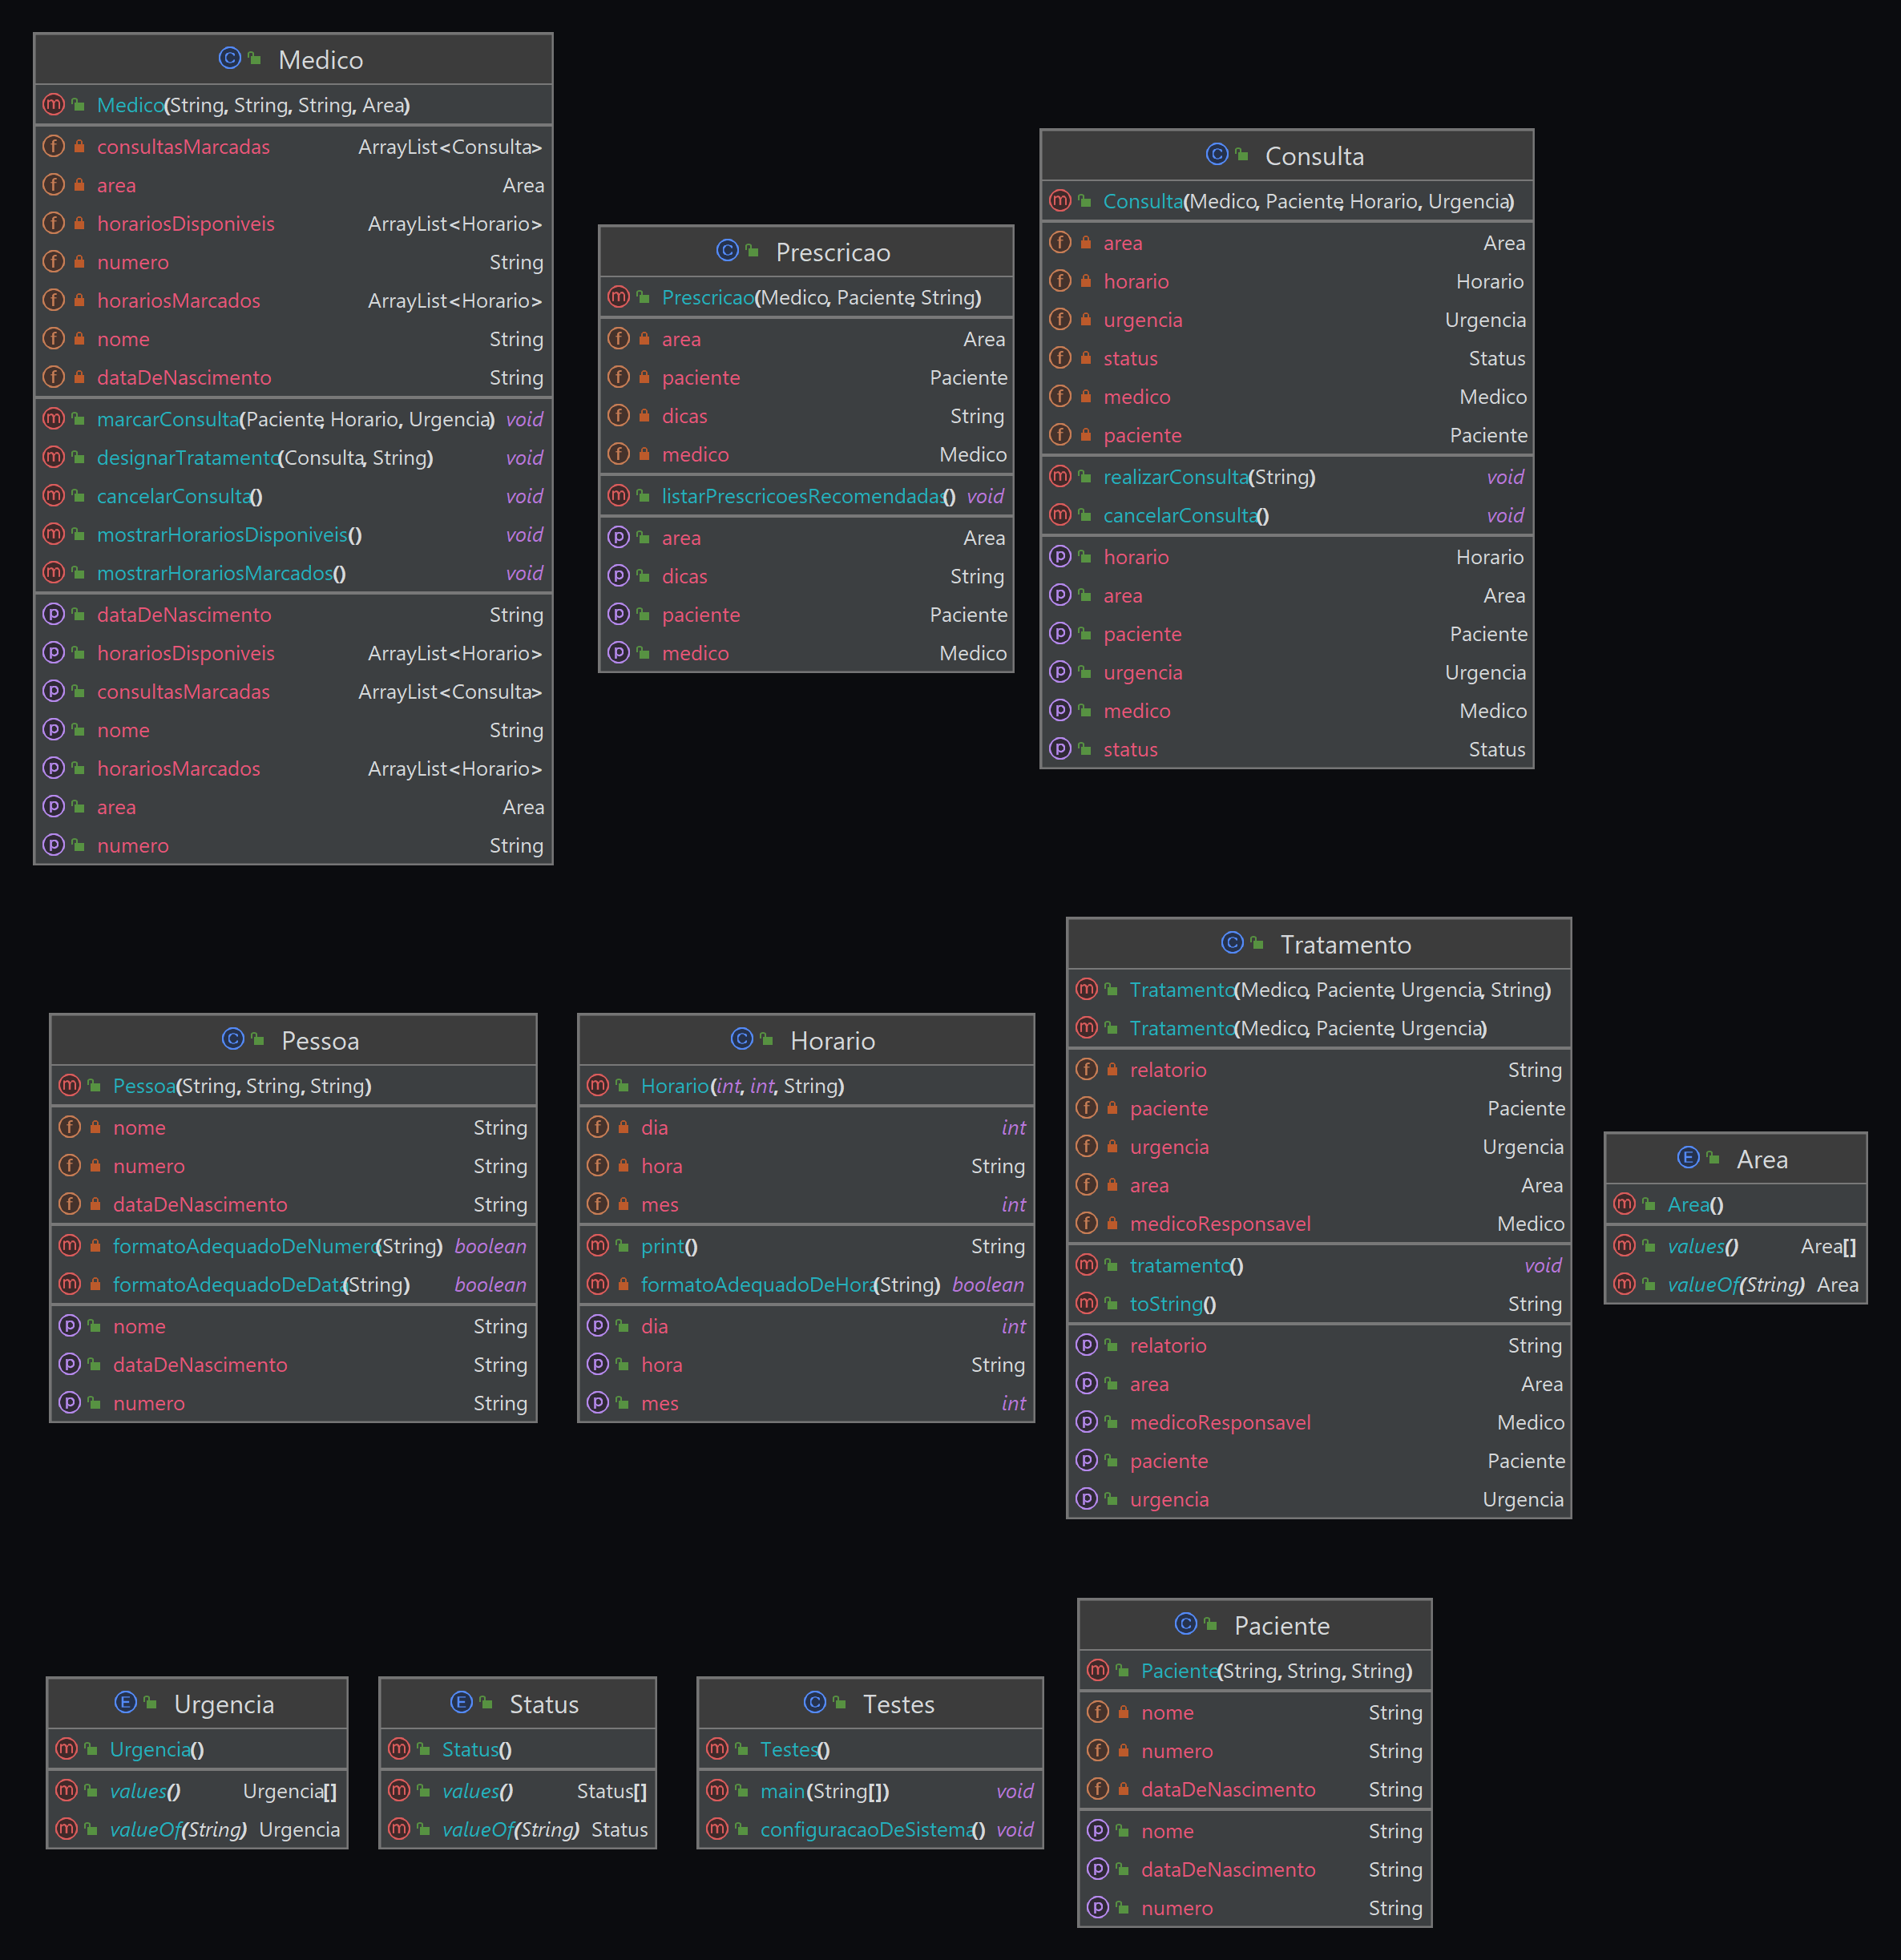 Medico
Medico(String, String, String, Area)
consultasMarcadas ArrayList<Consulta>
area Area
horariosDisponiveis ArrayList<Horario>
numero String
horariosMarcados ArrayList<Horario>
nome String
dataDeNascimento String
marcarConsulta(Paciente, Horario, Urgencia) void
designarTratamento(Consulta, String) void
cancelarConsulta() void
mostrarHorariosDisponiveis() void
mostrarHorariosMarcados() void
dataDeNascimento String
horariosDisponiveis ArrayList<Horario>
consultasMarcadas ArrayList<Consulta>
nome String
horariosMarcados ArrayList<Horario>
area Area
numero String
Prescricao
Prescricao(Medico, Paciente, String)
area Area
paciente Paciente
dicas String
medico Medico
listarPrescricoesRecomendadas() void
area Area
dicas String
paciente Paciente
medico Medico
Consulta
Consulta(Medico, Paciente, Horario, Urgencia)
area Area
horario Horario
urgencia Urgencia
status Status
medico Medico
paciente Paciente
realizarConsulta(String) void
cancelarConsulta() void
horario Horario
area Area
paciente Paciente
urgencia Urgencia
medico Medico
status Status
Pessoa
Pessoa(String, String, String)
nome String
numero String
dataDeNascimento String
formatoAdequadoDeNumero(String) boolean
formatoAdequadoDeData(String) boolean
nome String
dataDeNascimento String
numero String
Horario
Horario(int, int, String)
dia int
hora String
mes int
print() String
formatoAdequadoDeHora(String) boolean
dia int
hora String
mes int
Tratamento
Tratamento(Medico, Paciente, Urgencia, String)
Tratamento(Medico, Paciente, Urgencia)
relatorio String
paciente Paciente
urgencia Urgencia
area Area
medicoResponsavel Medico
tratamento() void
toString() String
relatorio String
area Area
medicoResponsavel Medico
paciente Paciente
urgencia Urgencia
Area
Area()
values() Area[]
valueOf(String) Area
Urgencia
Urgencia()
values() Urgencia[]
valueOf(String) Urgencia
Status
Status()
values() Status[]
valueOf(String) Status
Testes
Testes()
main(String[]) void
configuracaoDeSistema() void
Paciente
Paciente(String, String, String)
nome String
numero String
dataDeNascimento String
nome String
dataDeNascimento String
numero String